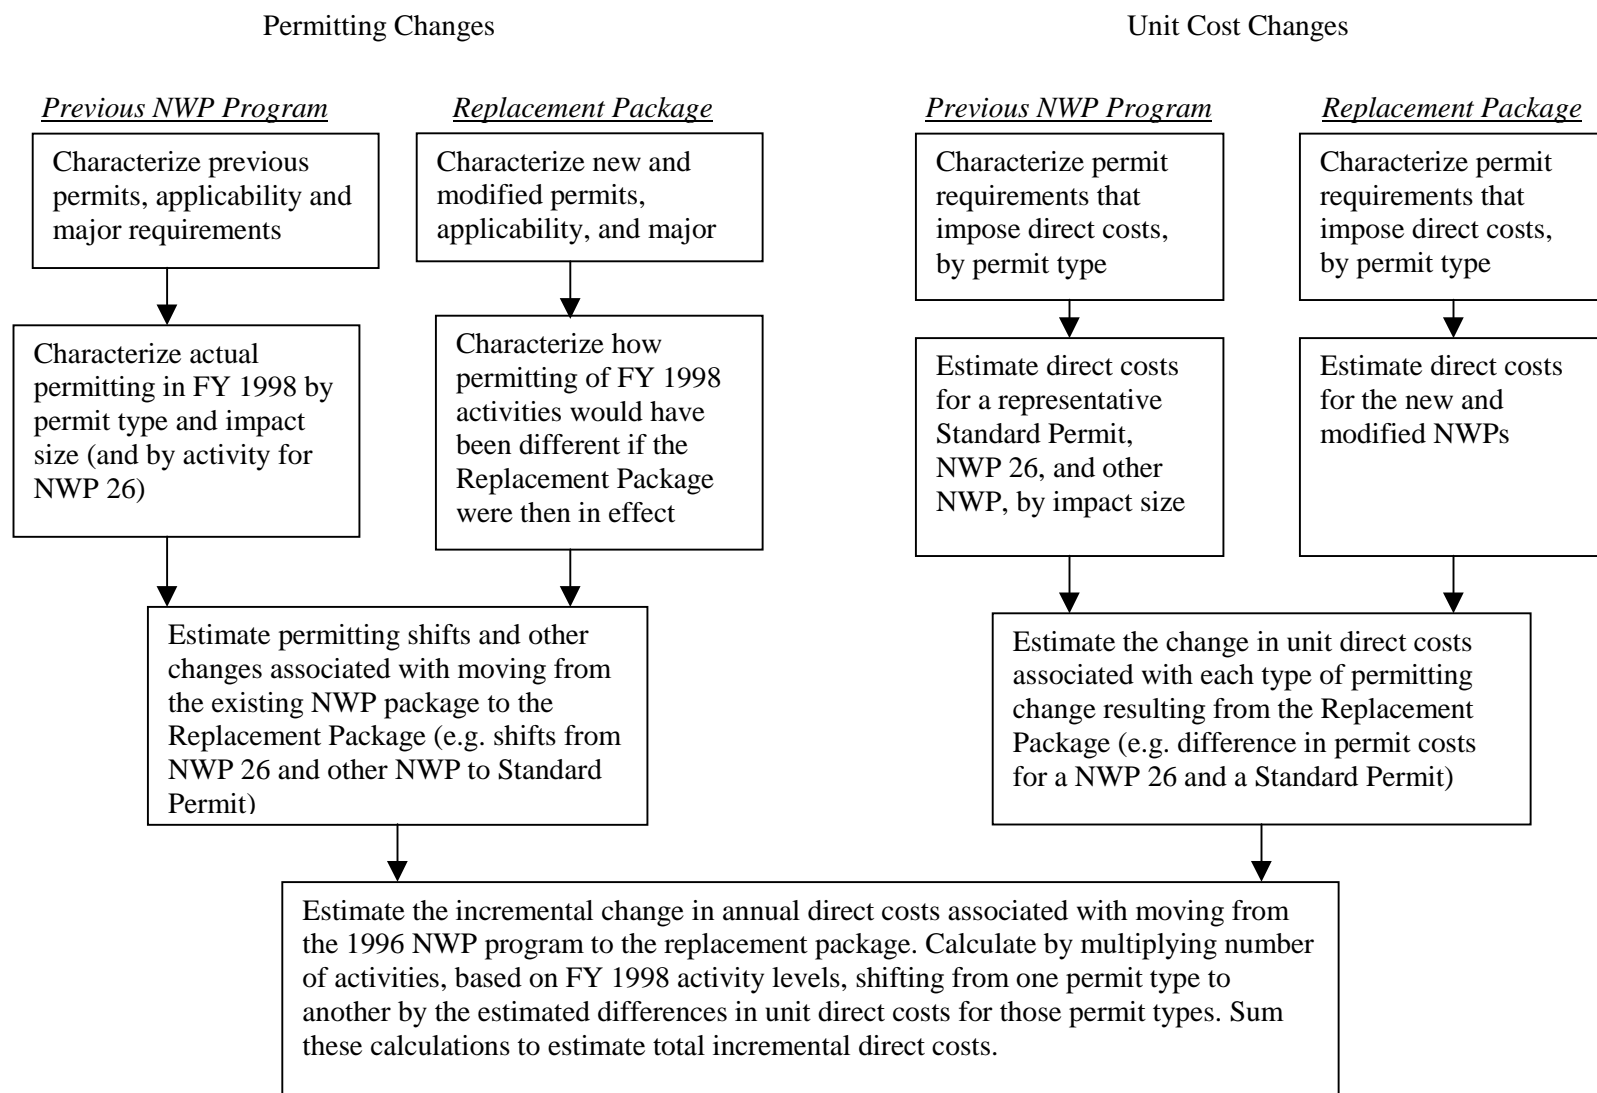 Permitting Changes
Unit Cost Changes
Previous NWP Program
Replacement Package
Previous NWP Program
Replacement Package
Characterize previous
permits, applicability and
major requirements
Characterize new and
modified permits,
applicability, and major
Characterize permit
requirements that
impose direct costs,
by permit type
Characterize permit
requirements that
impose direct costs,
by permit type
Characterize actual
permitting in FY 1998 by
permit type and impact
size (and by activity for
NWP 26)
Characterize how
permitting of FY 1998
activities would have
been different if the
Replacement Package
were then in effect
Estimate direct costs
for a representative
Standard Permit,
NWP 26, and other
NWP, by impact size
Estimate direct costs
for the new and
modified NWPs
Estimate permitting shifts and other
changes associated with moving from
the existing NWP package to the
Replacement Package (e.g. shifts from
NWP 26 and other NWP to Standard
Permit)
Estimate the change in unit direct costs
associated with each type of permitting
change resulting from the Replacement
Package (e.g. difference in permit costs
for a NWP 26 and a Standard Permit)
Estimate the incremental change in annual direct costs associated with moving from
the 1996 NWP program to the replacement package. Calculate by multiplying number
of activities, based on FY 1998 activity levels, shifting from one permit type to
another by the estimated differences in unit direct costs for those permit types. Sum
these calculations to estimate total incremental direct costs.